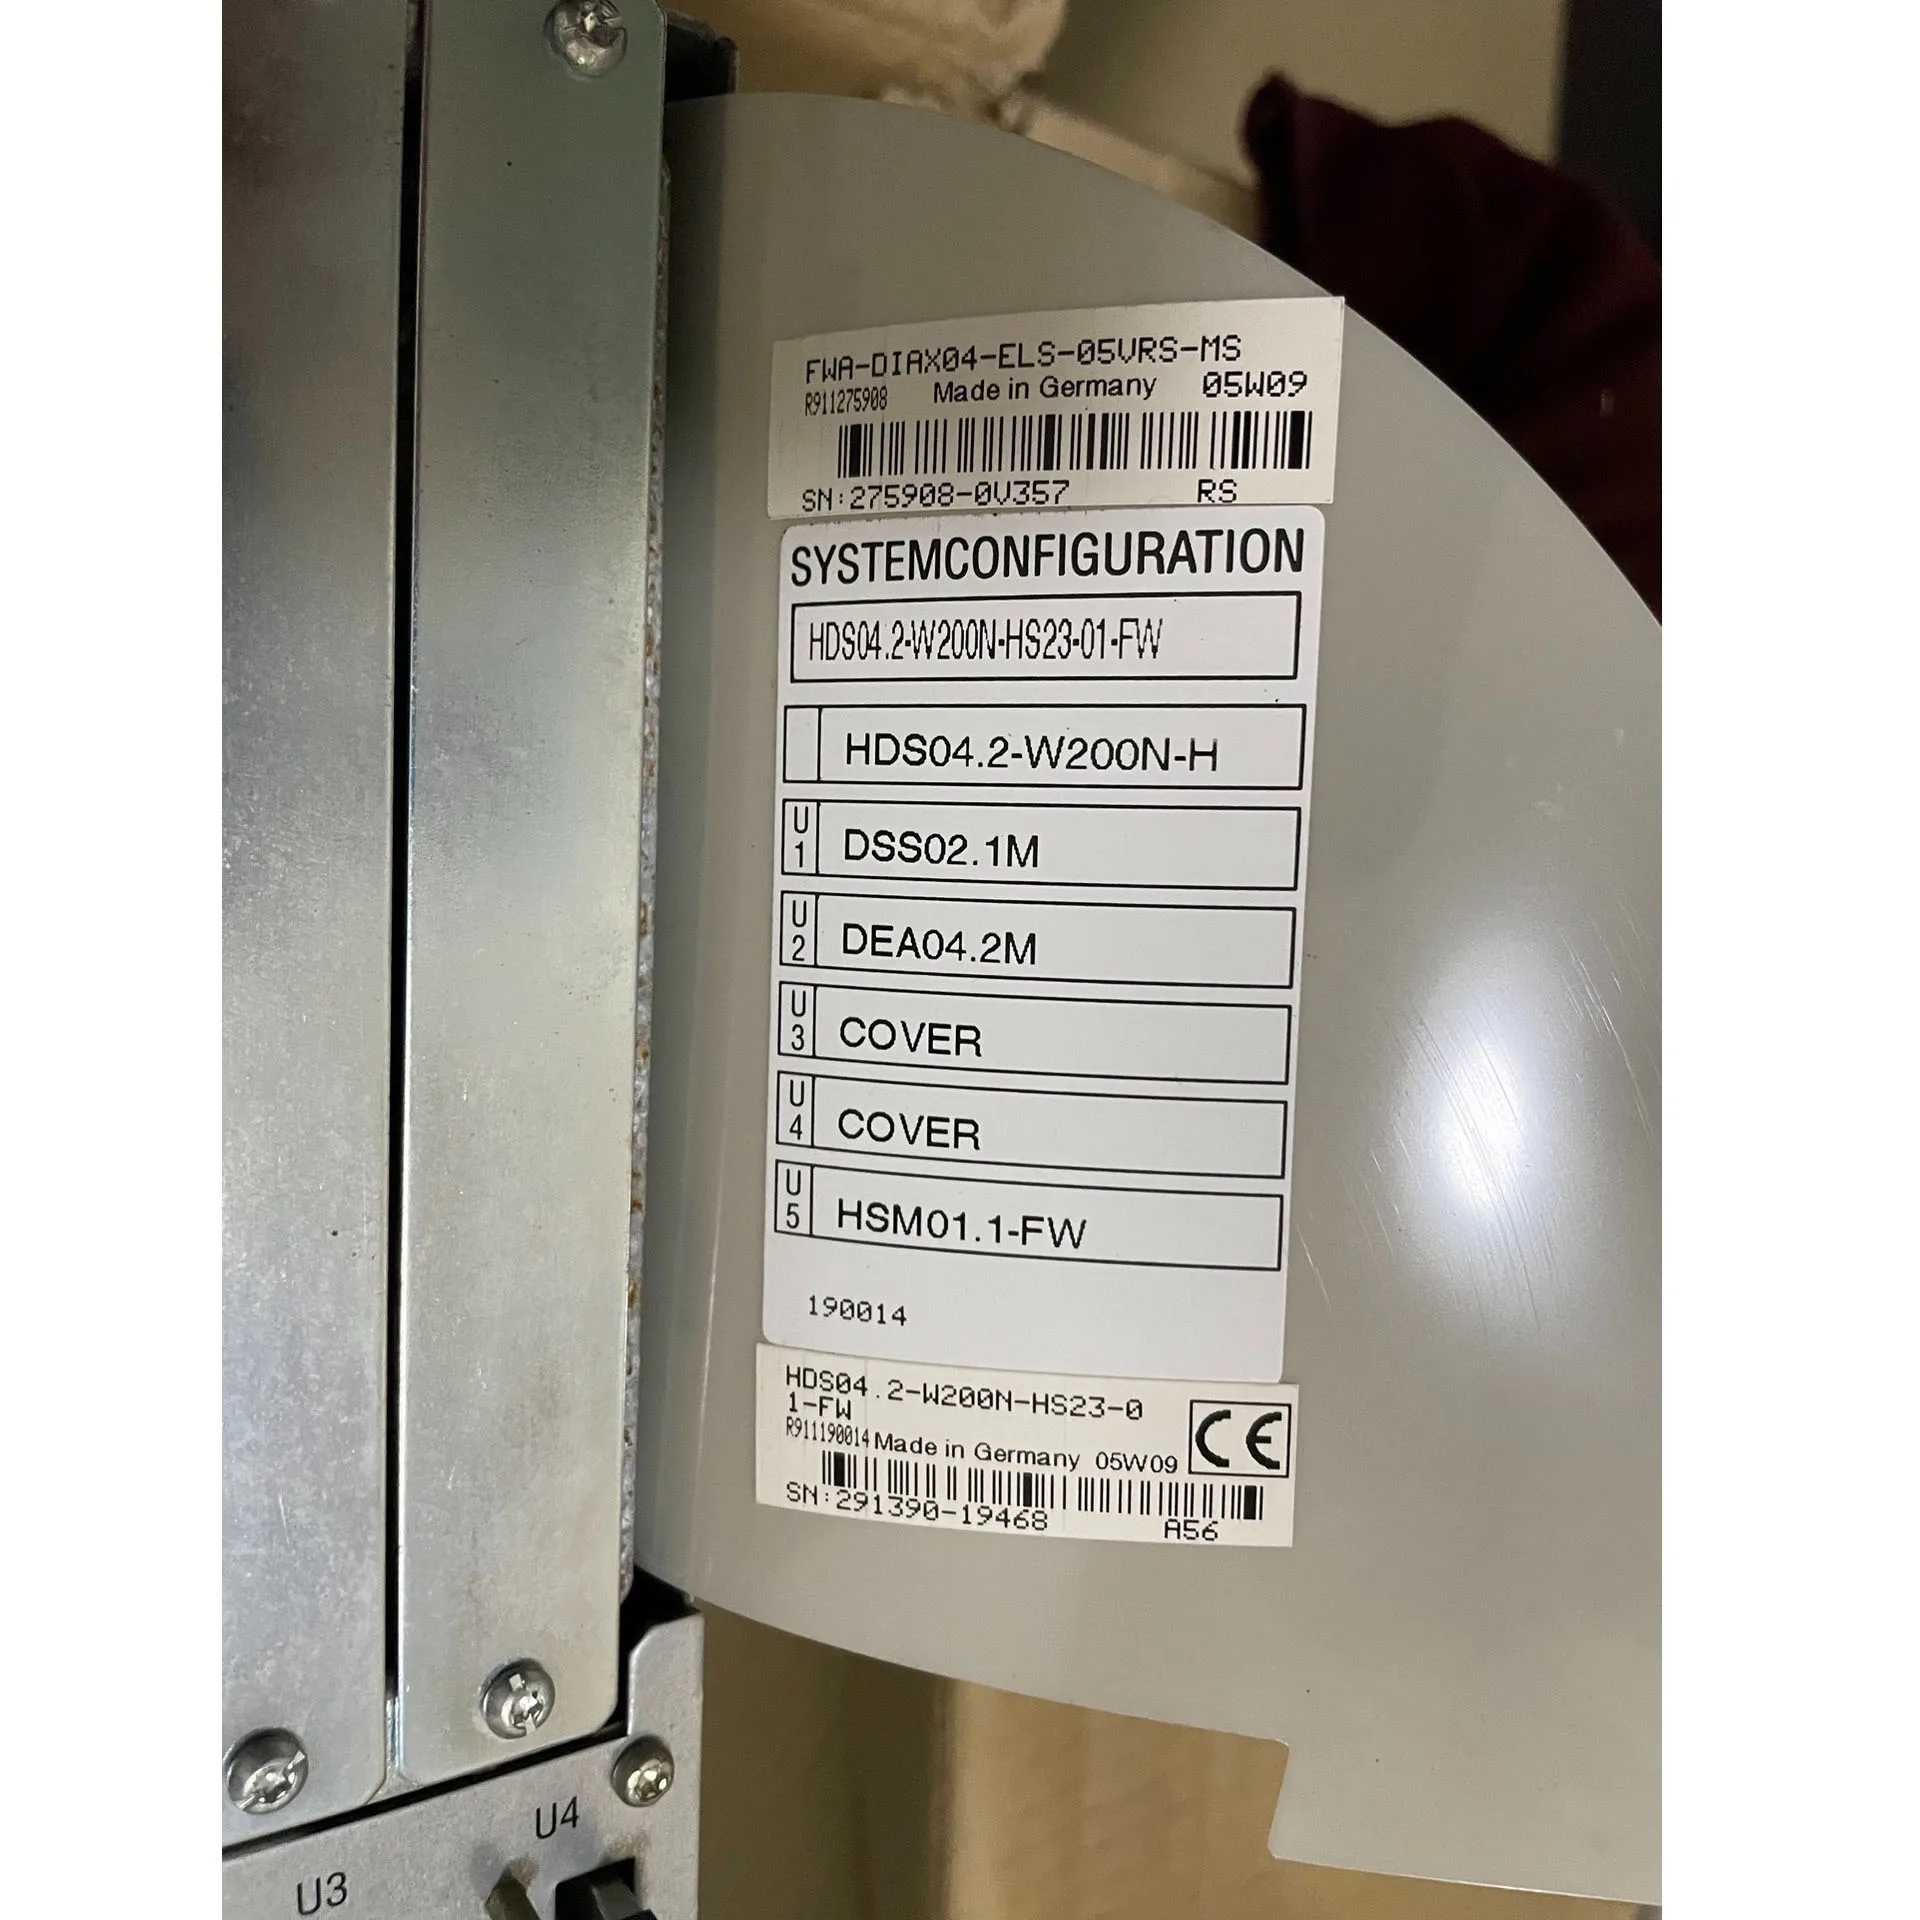 FWA-DIAX04-ELS-05VRS-MS
R911275908 Made in Germany 05W09
SN:275908-0V357 RS
SYSTEMCONFIGURATION
HDS04.2-W200N-HS23-01-FW
HDS04.2-W200N-H
U1 DSS02.1M
U2 DEA04.2M
U3 COVER
U4 COVER
U5 HSM01.1-FW
190014
HDS04.2-W200N-HS23-0
1-FW
R911190014 Made in Germany 05W09 CE
SN:291390-19468 A56
U4
U3